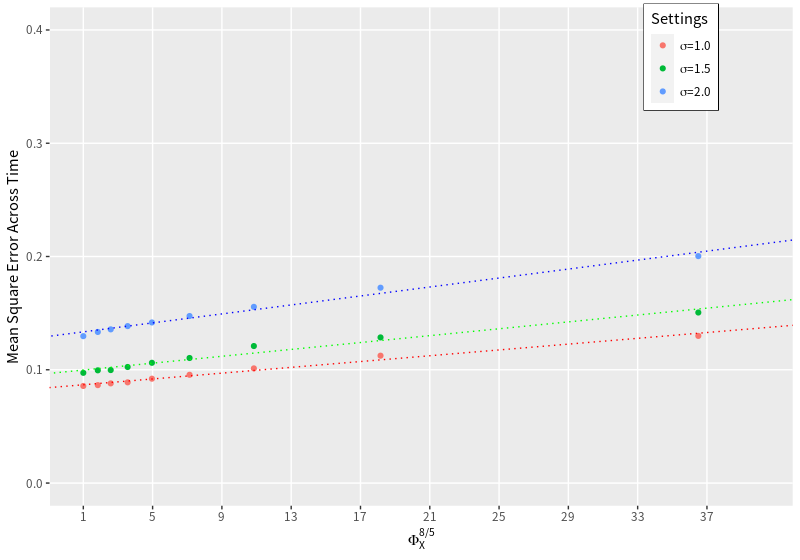 Settings
σ=1.0
σ=1.5
σ=2.0
Mean Square Error Across Time
0.4
0.3
0.2
0.1
0.0
1 5 9 13 17 21 25 29 33 37
Φ_X^{8/5}